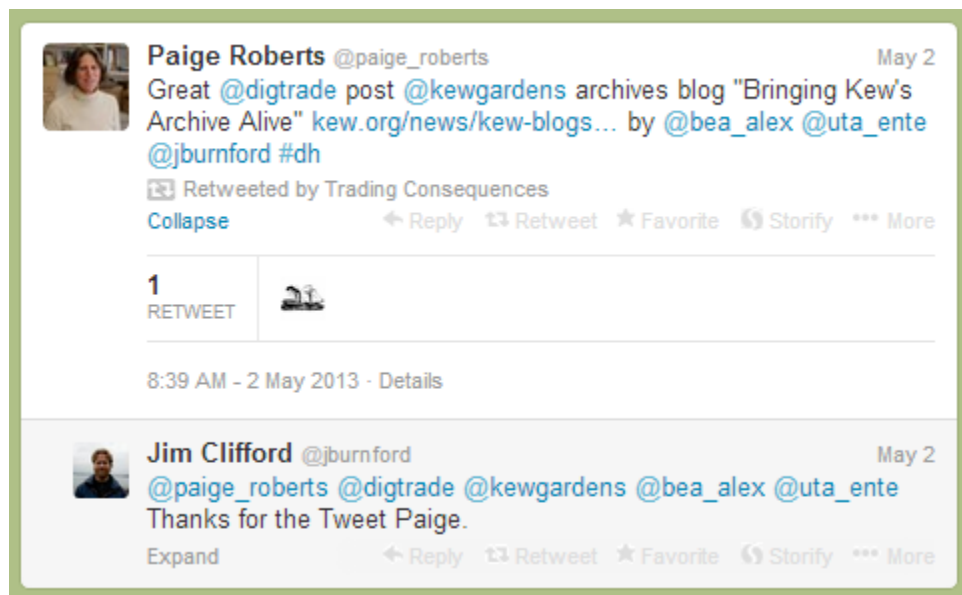 Paige Roberts @paige_roberts May 2
Great @digtrade post @kewgardens archives blog "Bringing Kew's
Archive Alive" kew.org/news/kew-blogs... by @bea_alex @uta_ente
@jburnford #dh
Retweeted by Trading Consequences
Collapse Reply Retweet Favorite Storify More
1
RETWEET
8:39 AM - 2 May 2013 · Details
Jim Clifford @jburnford May 2
@paige_roberts @digtrade @kewgardens @bea_alex @uta_ente
Thanks for the Tweet Paige.
Expand Reply Retweet Favorite Storify More